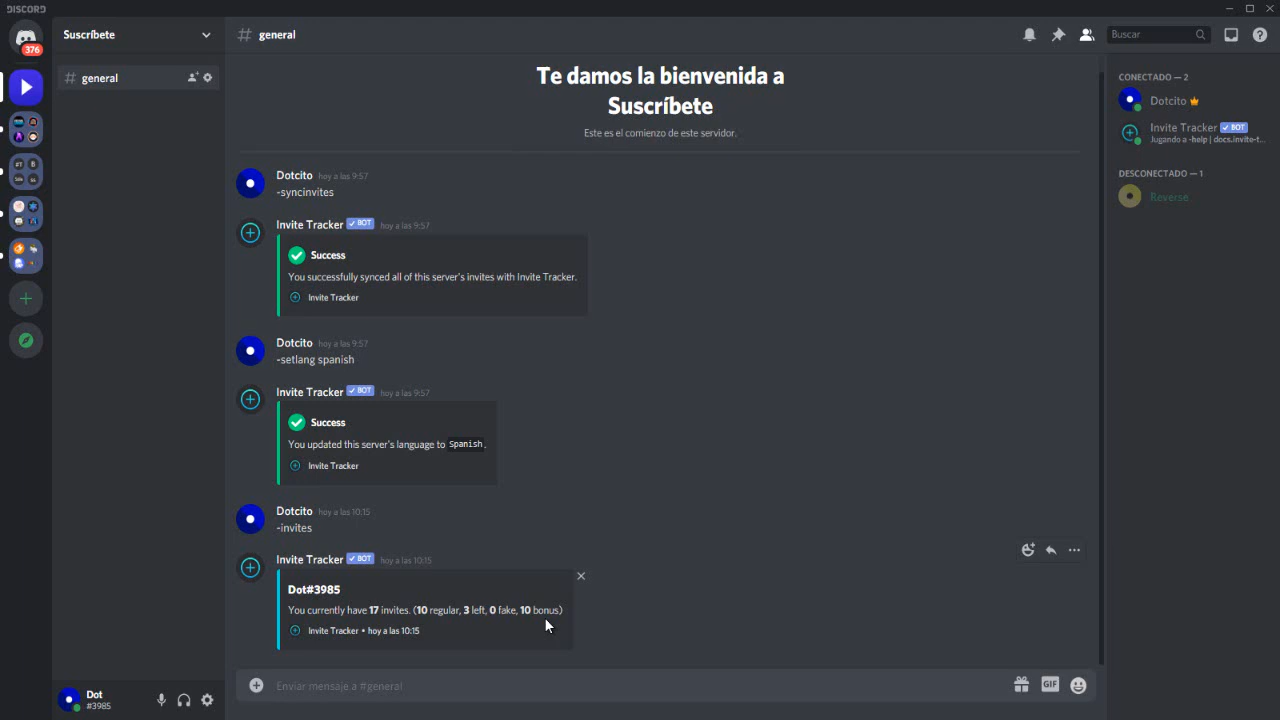 DISCORD
376
Suscríbete
general
Dot
#3985
general
Buscar
Te damos la bienvenida a
Suscríbete
Este es el comienzo de este servidor.
Dotcito hoy a las 9:57
-syncinvites
Invite Tracker BOT hoy a las 9:57
Success
You successfully synced all of this server's invites with Invite Tracker.
Invite Tracker
Dotcito hoy a las 9:57
-setlang spanish
Invite Tracker BOT hoy a las 9:57
Success
You updated this server's language to Spanish.
Invite Tracker
Dotcito hoy a las 10:15
-invites
Invite Tracker BOT hoy a las 10:15
Dot#3985
You currently have 17 invites. (10 regular, 3 left, 0 fake, 10 bonus)
Invite Tracker • hoy a las 10:15
Enviar mensaje a #general
GIF
CONECTADO — 2
Dotcito
Invite Tracker BOT
Jugando a -help | docs.invite-t...
DESCONECTADO — 1
Reverse